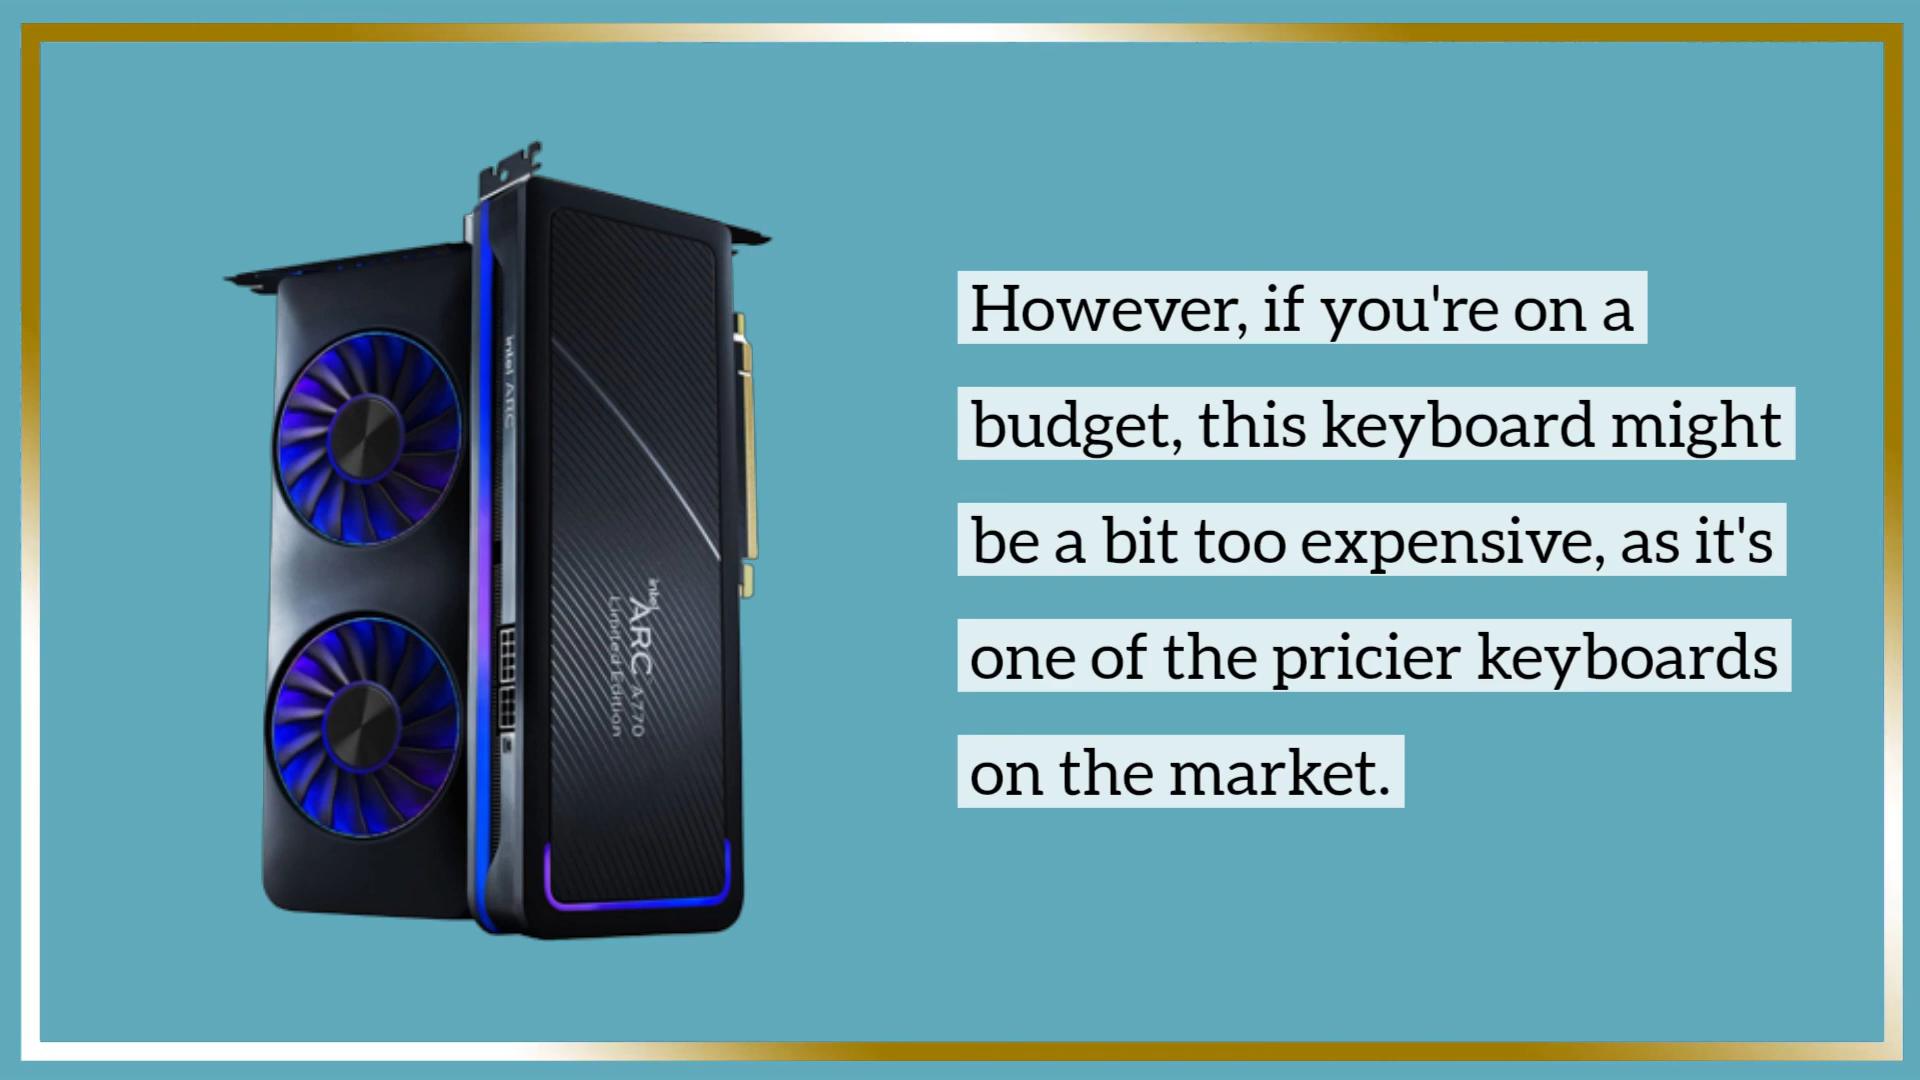 However, if you're on a
budget, this keyboard might
be a bit too expensive, as it's
one of the pricier keyboards
on the market.
intel ARC
intel
ARC A770
Limited Edition